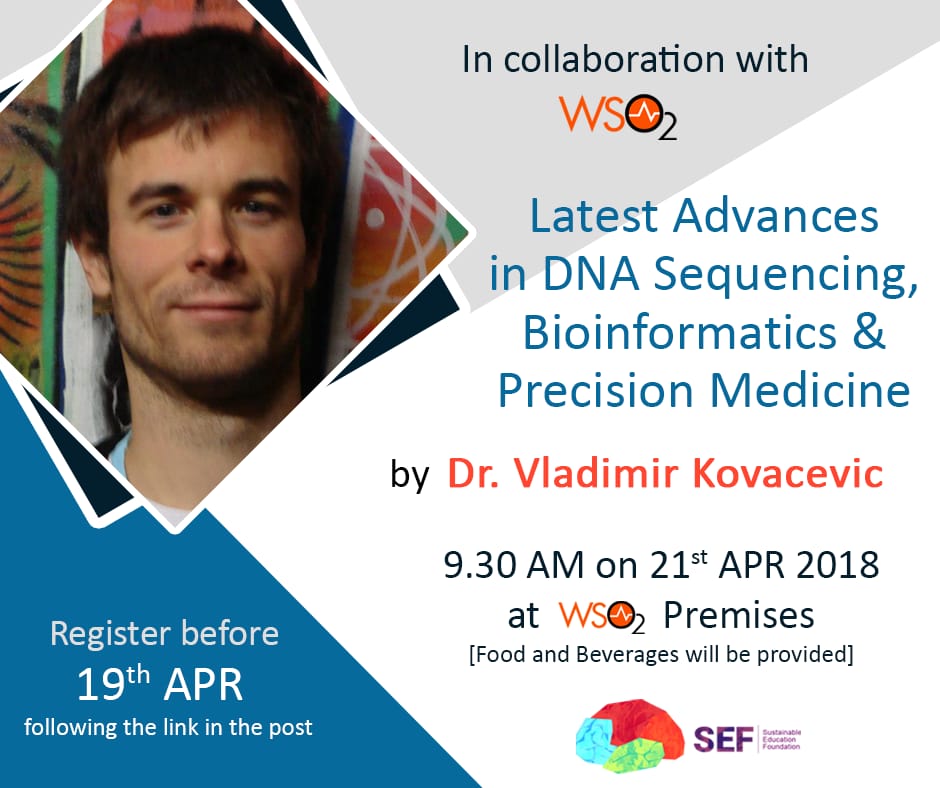 In collaboration with
WSO2
Latest Advances
in DNA Sequencing,
Bioinformatics &
Precision Medicine
by Dr. Vladimir Kovacevic
9.30 AM on 21st APR 2018
at WSO2 Premises
[Food and Beverages will be provided]
Register before
19th APR
following the link in the post
SEF
Sustainable
Education
Foundation